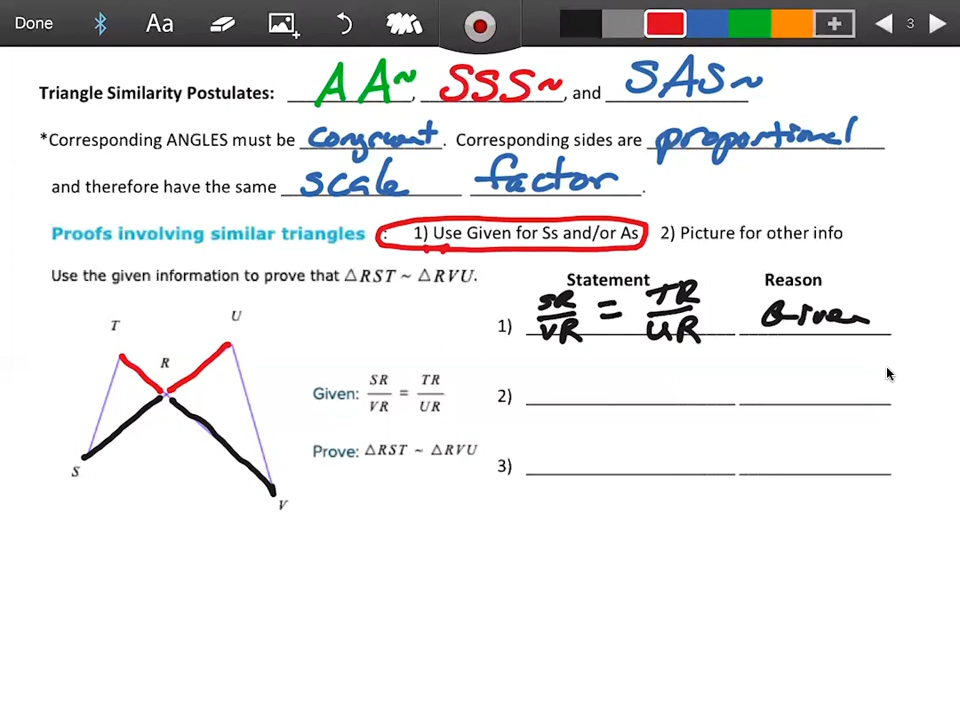 Done Aa 3
Triangle Similarity Postulates: AA~, SSS~, and SAS~
*Corresponding ANGLES must be congruent. Corresponding sides are proportional
and therefore have the same scale factor.
Proofs involving similar triangles : 1) Use Given for Ss and/or As 2) Picture for other info
Use the given information to prove that △RST ~ △RVU.
Statement Reason
1) SR/VR = TR/UR Given
T U
R
Given: SR/VR = TR/UR
2)
Prove: △RST ~ △RVU
3)
S
V